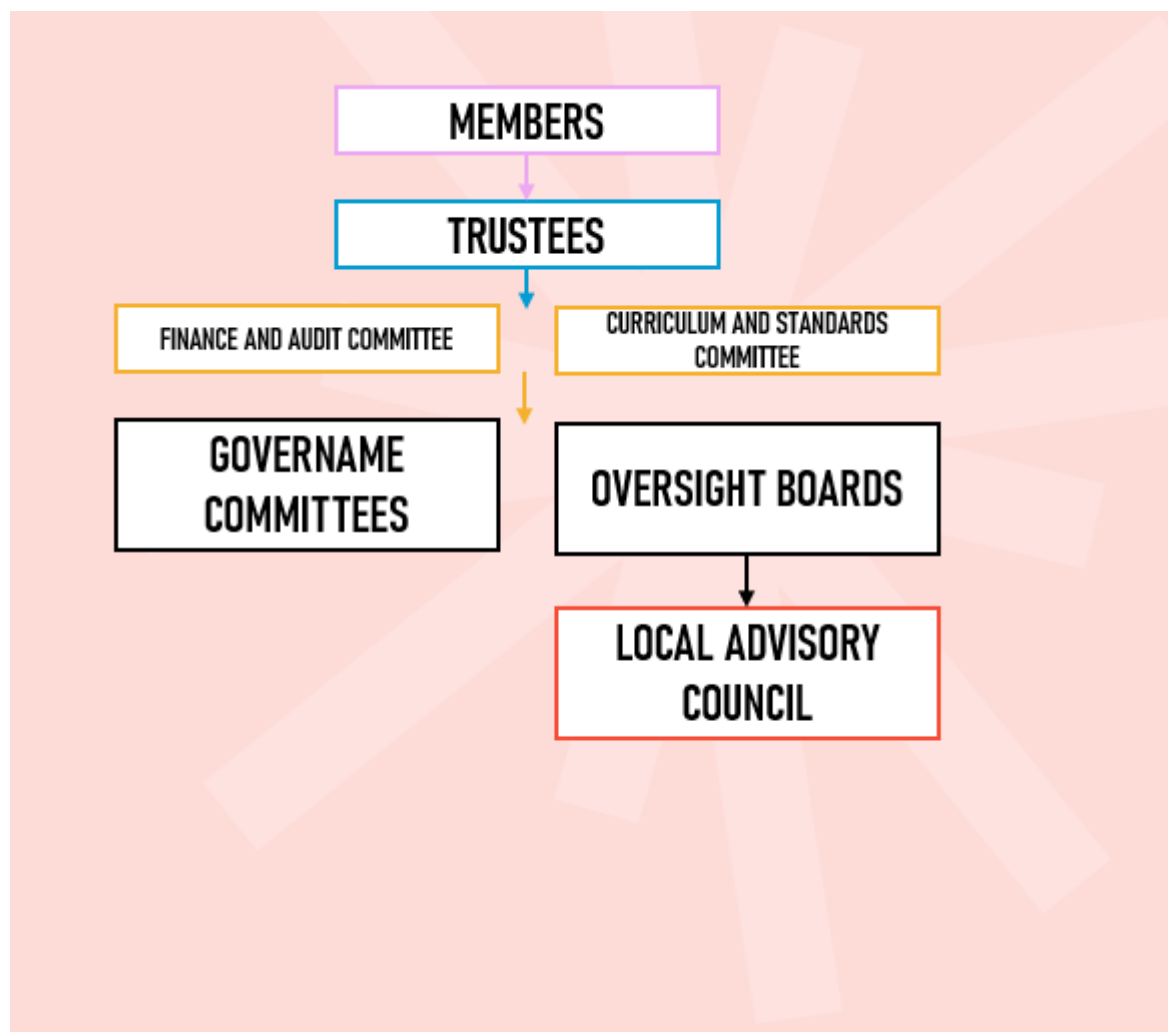 MEMBERS
TRUSTEES
FINANCE AND AUDIT COMMITTEE
CURRICULUM AND STANDARDS
COMMITTEE
GOVERNAME
COMMITTEES
OVERSIGHT BOARDS
LOCAL ADVISORY
COUNCIL